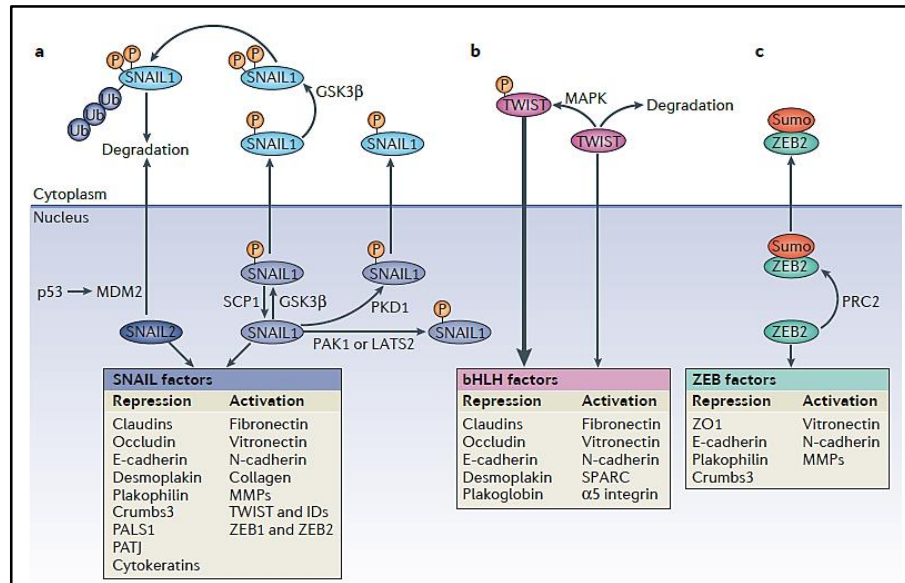 a
P P
SNAIL1
Ub
Ub
Ub
Degradation
P P
SNAIL1
GSK3β
P
SNAIL1
P
SNAIL1
b
P
TWIST
MAPK
Degradation
TWIST
c
Sumo
ZEB2
Cytoplasm
Nucleus
p53
MDM2
SNAIL2
P
SNAIL1
SCP1
GSK3β
SNAIL1
P
SNAIL1
PKD1
PAK1 or LATS2
P
SNAIL1
Sumo
ZEB2
PRC2
ZEB2
SNAIL factors
Repression Activation
Claudins Fibronectin
Occludin Vitronectin
E-cadherin N-cadherin
Desmoplakin Collagen
Plakophilin MMPs
Crumbs3 TWIST and IDs
PALS1 ZEB1 and ZEB2
PATJ
Cytokeratins
bHLH factors
Repression Activation
Claudins Fibronectin
Occludin Vitronectin
E-cadherin N-cadherin
Desmoplakin SPARC
Plakoglobin α5 integrin
ZEB factors
Repression Activation
ZO1 Vitronectin
E-cadherin N-cadherin
Plakophilin MMPs
Crumbs3